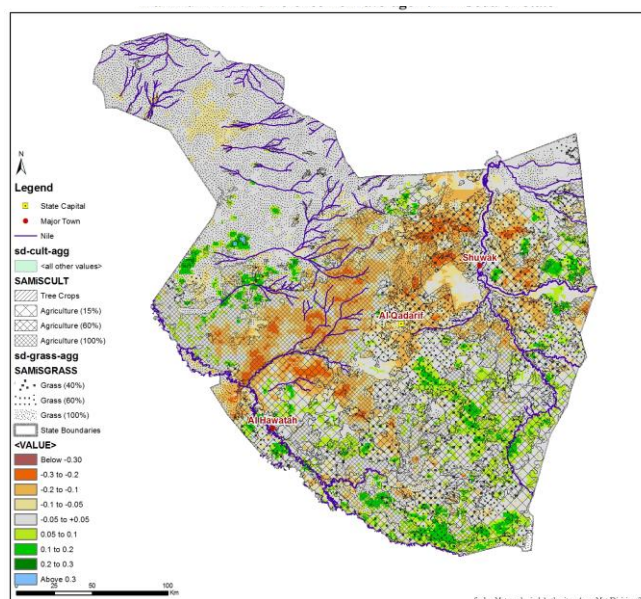 N
Legend
State Capital
Major Town
Nile
sd-cult-agg
<all other values>
SAMiSCULT
Tree Crops
Agriculture (15%)
Agriculture (60%)
Agriculture (100%)
sd-grass-agg
SAMiSGRASS
Grass (40%)
Grass (60%)
Grass (100%)
State Boundaries
<VALUE>
Below -0.30
-0.3 to -0.2
-0.2 to -0.1
-0.1 to -0.05
-0.05 to +0.05
0.05 to 0.1
0.1 to 0.2
0.2 to 0.3
Above 0.3
0 25 50 100
Km
Shuwak
Al-Qadarif
Al Hawatah